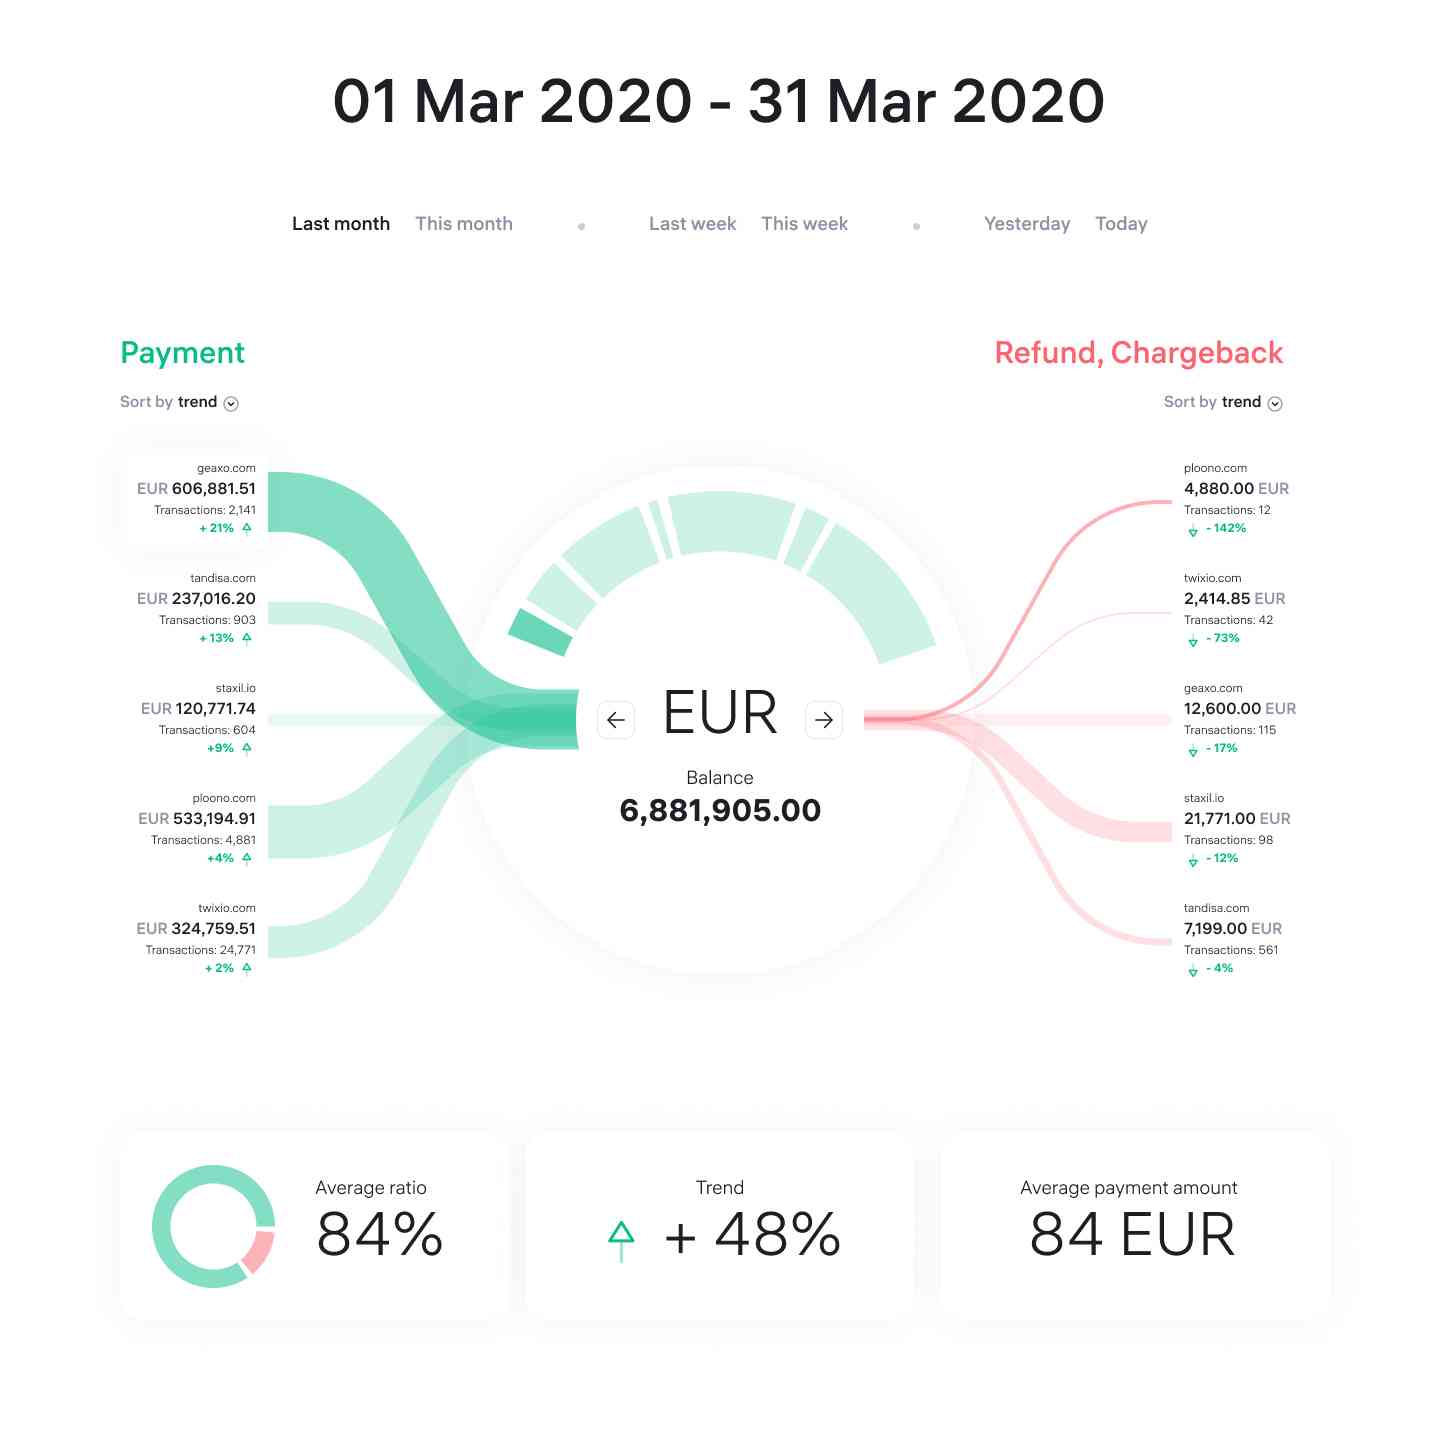 01 Mar 2020 - 31 Mar 2020
Last month This month • Last week This week • Yesterday Today
Payment
Sort by trend
geaxo.com
EUR 606,881.51
Transactions: 2,141
+ 21%
tandisa.com
EUR 237,016.20
Transactions: 903
+ 13%
staxil.io
EUR 120,771.74
Transactions: 604
+9%
ploono.com
EUR 533,194.91
Transactions: 4,881
+4%
twixio.com
EUR 324,759.51
Transactions: 24,771
+ 2%
EUR
Balance
6,881,905.00
Refund, Chargeback
Sort by trend
ploono.com
4,880.00 EUR
Transactions: 12
- 142%
twixio.com
2,414.85 EUR
Transactions: 42
- 73%
geaxo.com
12,600.00 EUR
Transactions: 115
- 17%
staxil.io
21,771.00 EUR
Transactions: 98
- 12%
tandisa.com
7,199.00 EUR
Transactions: 561
- 4%
Average ratio
84%
Trend
+ 48%
Average payment amount
84 EUR